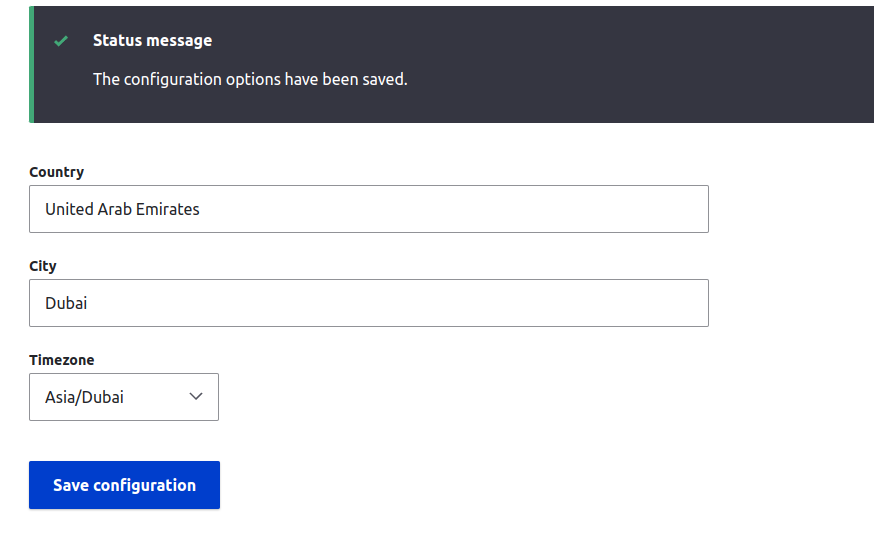 Status message
The configuration options have been saved.
Country
United Arab Emirates
City
Dubai
Timezone
Asia/Dubai
Save configuration